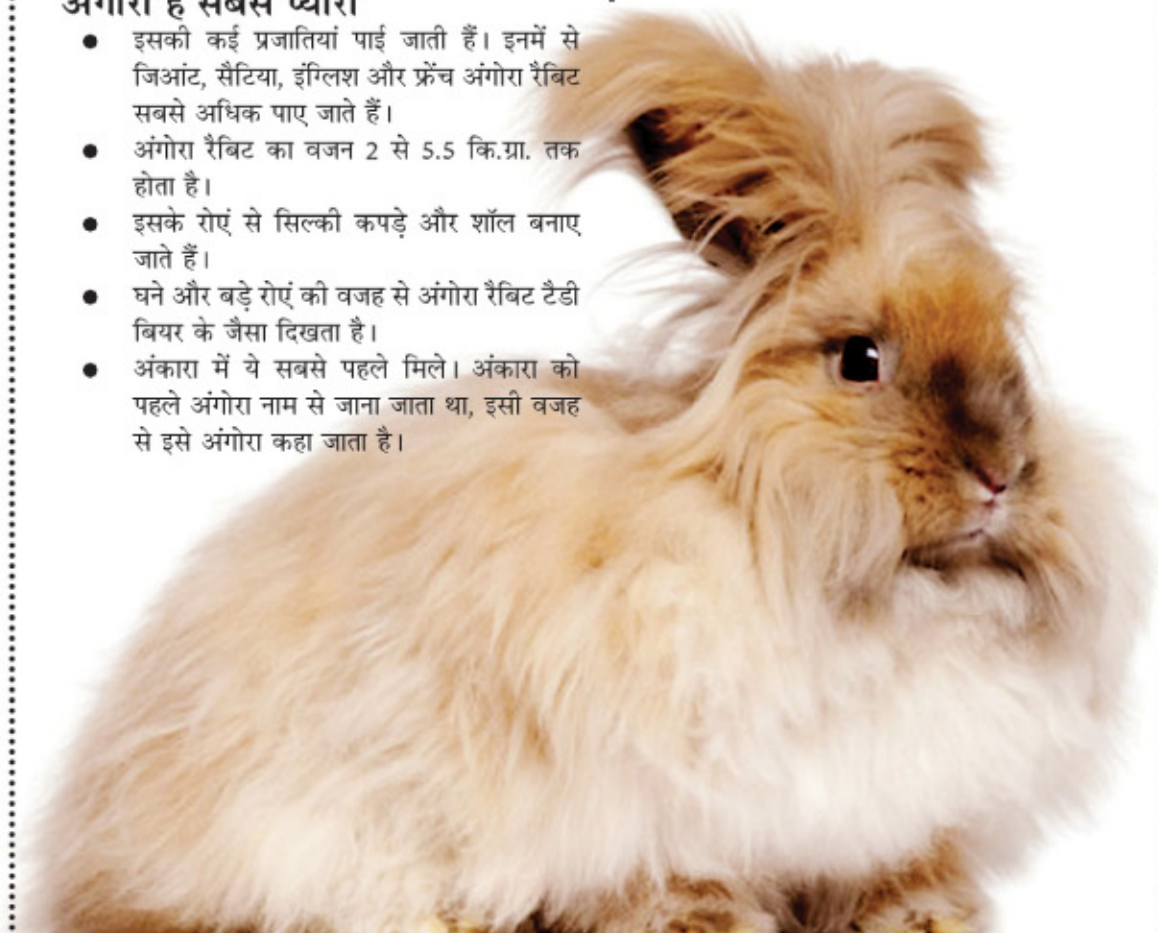 अंगोरा है सबसे प्यारा
● इसकी कई प्रजातियां पाई जाती हैं। इनमें से
जिआंट, सैटिया, इंग्लिश और फ्रेंच अंगोरा रैबिट
सबसे अधिक पाए जाते हैं।
● अंगोरा रैबिट का वजन 2 से 5.5 कि.ग्रा. तक
होता है।
● इसके रोएं से सिल्की कपड़े और शॉल बनाए
जाते हैं।
● घने और बड़े रोएं की वजह से अंगोरा रैबिट टैडी
बियर के जैसा दिखता है।
● अंकारा में ये सबसे पहले मिले। अंकारा को
पहले अंगोरा नाम से जाना जाता था, इसी वजह
से इसे अंगोरा कहा जाता है।